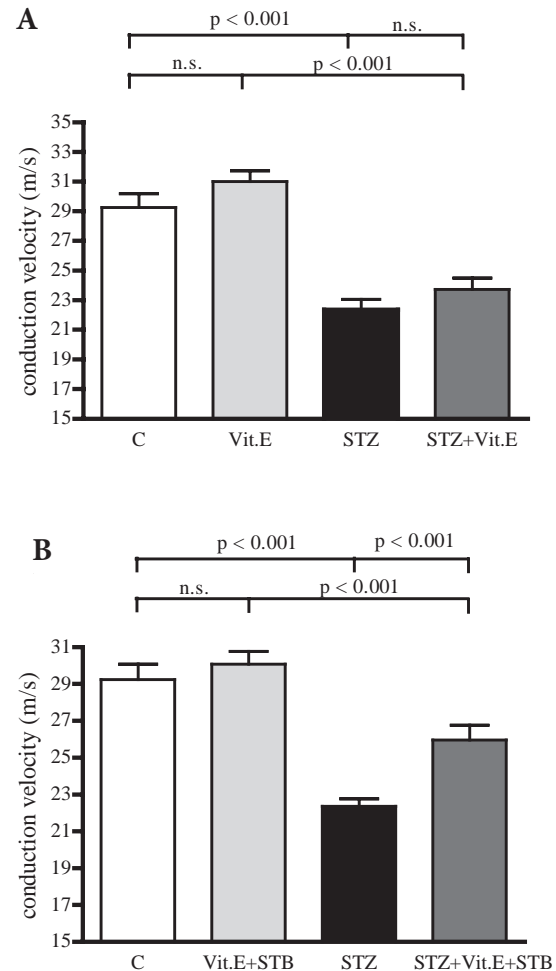 A
p < 0.001 n.s.
n.s. p < 0.001
35
33
31
29
27
25
23
21
19
17
15
conduction velocity (m/s)
C Vit.E STZ STZ+Vit.E
B
p < 0.001 p < 0.001
n.s. p < 0.001
31
29
27
25
23
21
19
17
15
conduction velocity (m/s)
C Vit.E+STB STZ STZ+Vit.E+STB